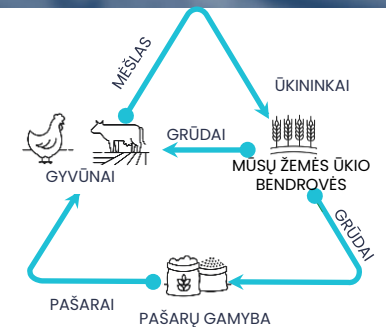 MĖŠLAS
ŪKININKAI
GRŪDAI
GYVŪNAI
MŪSŲ ŽEMĖS ŪKIO
BENDROVĖS
GRŪDAI
PAŠARAI
PAŠARŲ GAMYBA